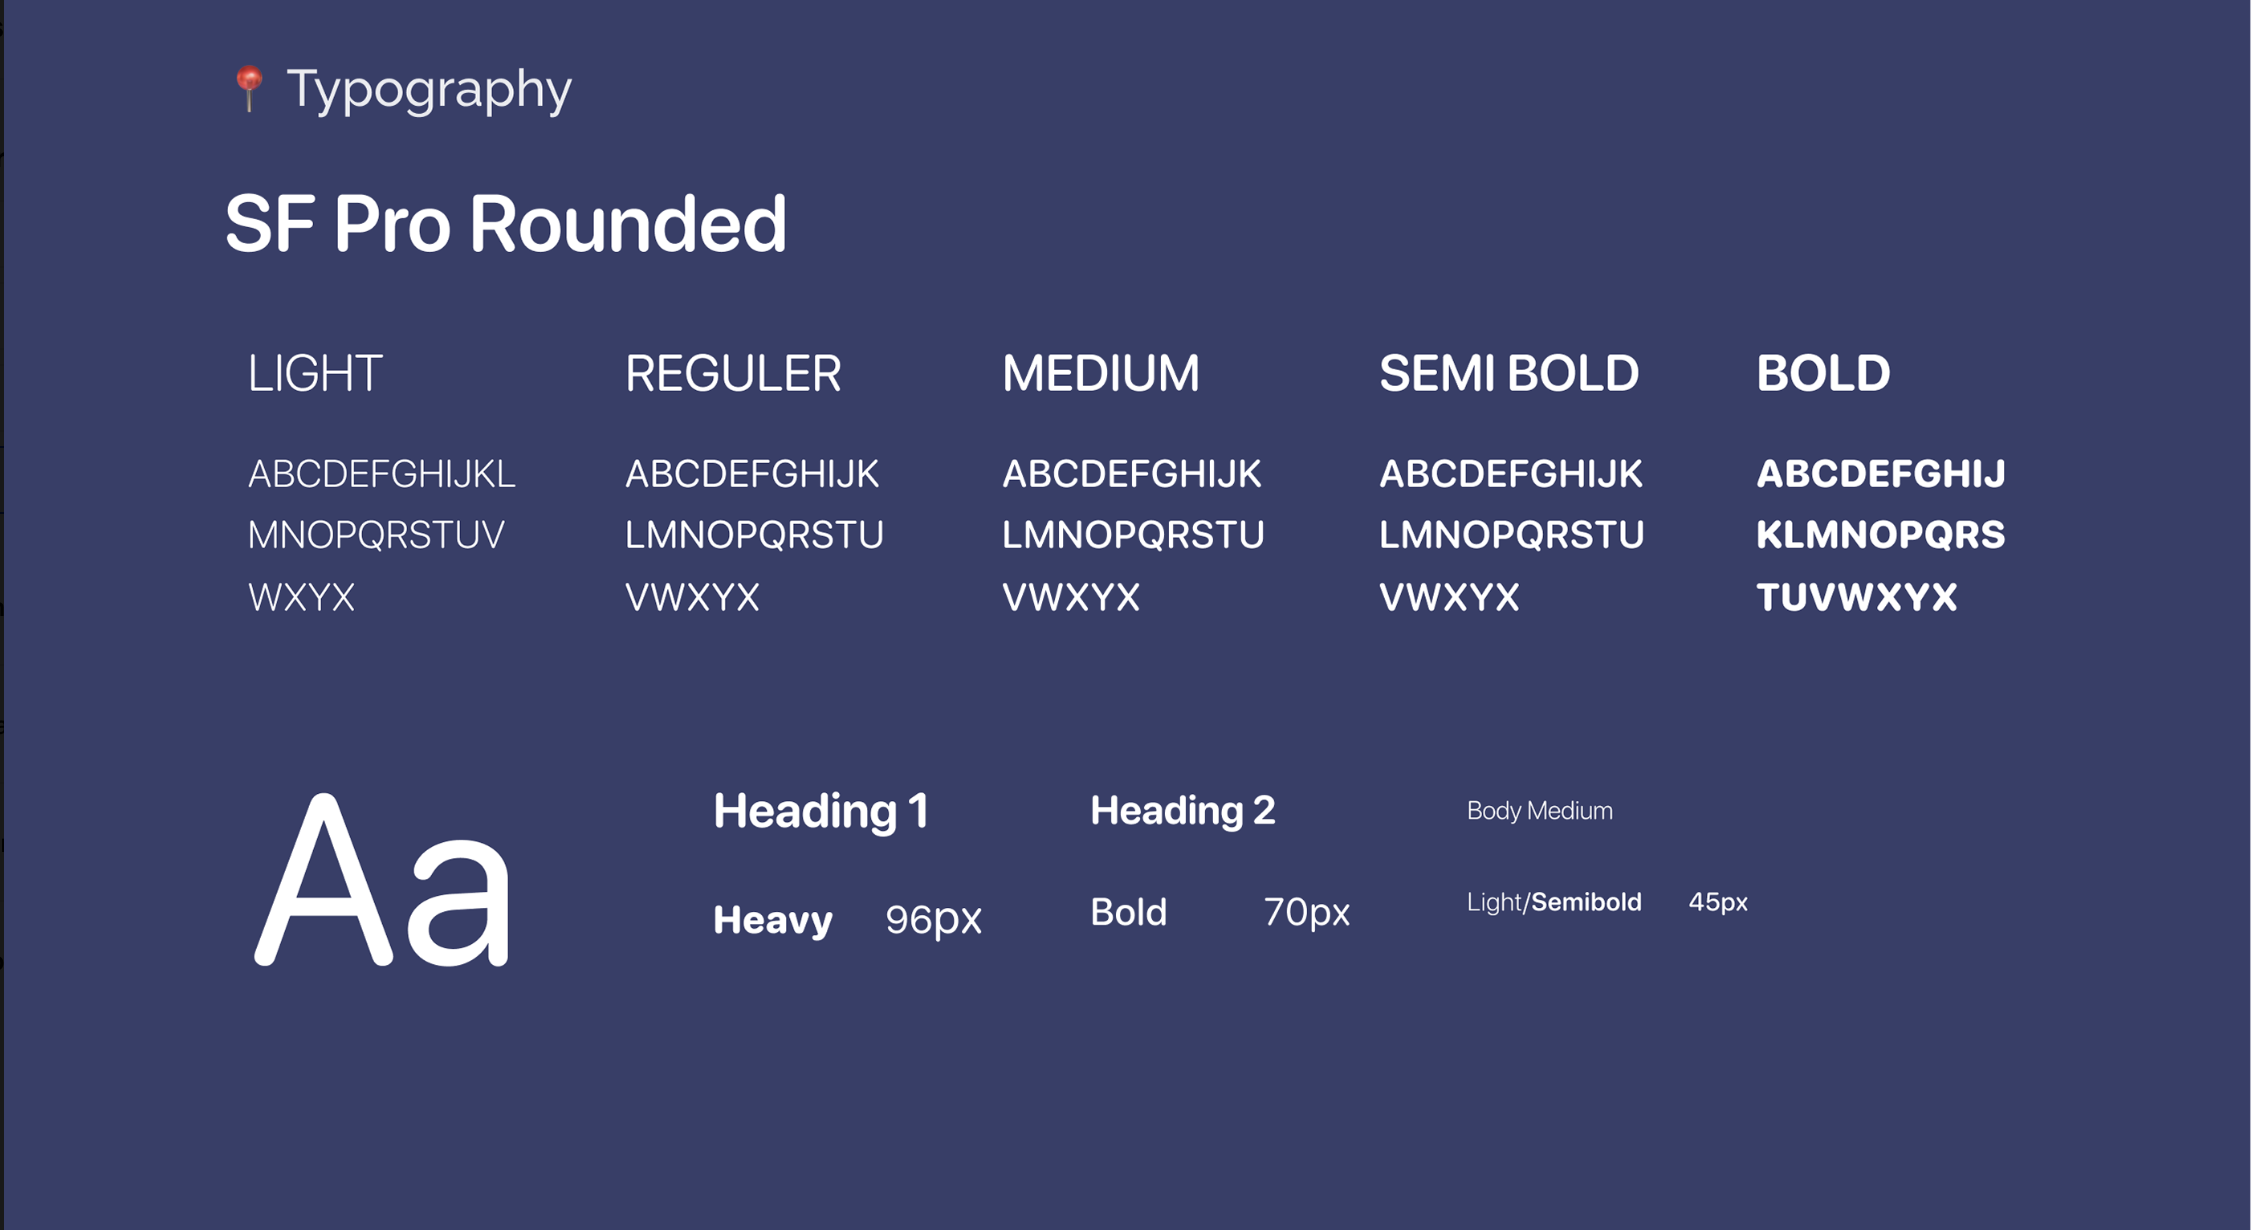 Typography
SF Pro Rounded
LIGHT
ABCDEFGHIJKL
MNOPQRSTUV
WXYX
REGULER
ABCDEFGHIJK
LMNOPQRSTU
VWXYX
MEDIUM
ABCDEFGHIJK
LMNOPQRSTU
VWXYX
SEMI BOLD
ABCDEFGHIJK
LMNOPQRSTU
VWXYX
BOLD
ABCDEFGHIJ
KLMNOPQRS
TUVWXYX
Aa
Heading 1
Heavy 96px
Heading 2
Bold 70px
Body Medium
Light/Semibold 45px